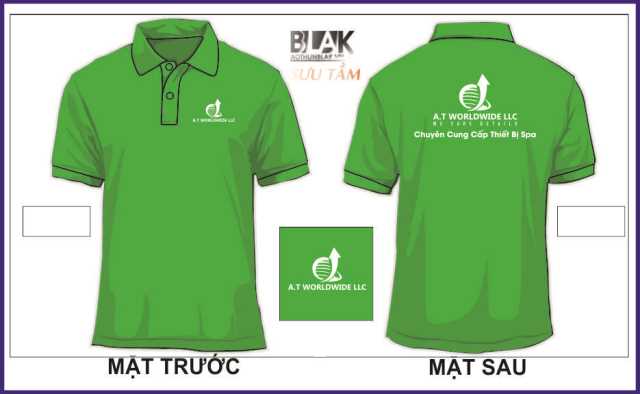 BLAK
AOTHUNBLAK
SƯU TẦM
A.T WORLDWIDE LLC
A.T WORLDWIDE LLC
WE CARE DETAILS
Chuyên Cung Cấp Thiết Bị Spa
A.T WORLDWIDE LLC
MẶT TRƯỚC
MẶT SAU